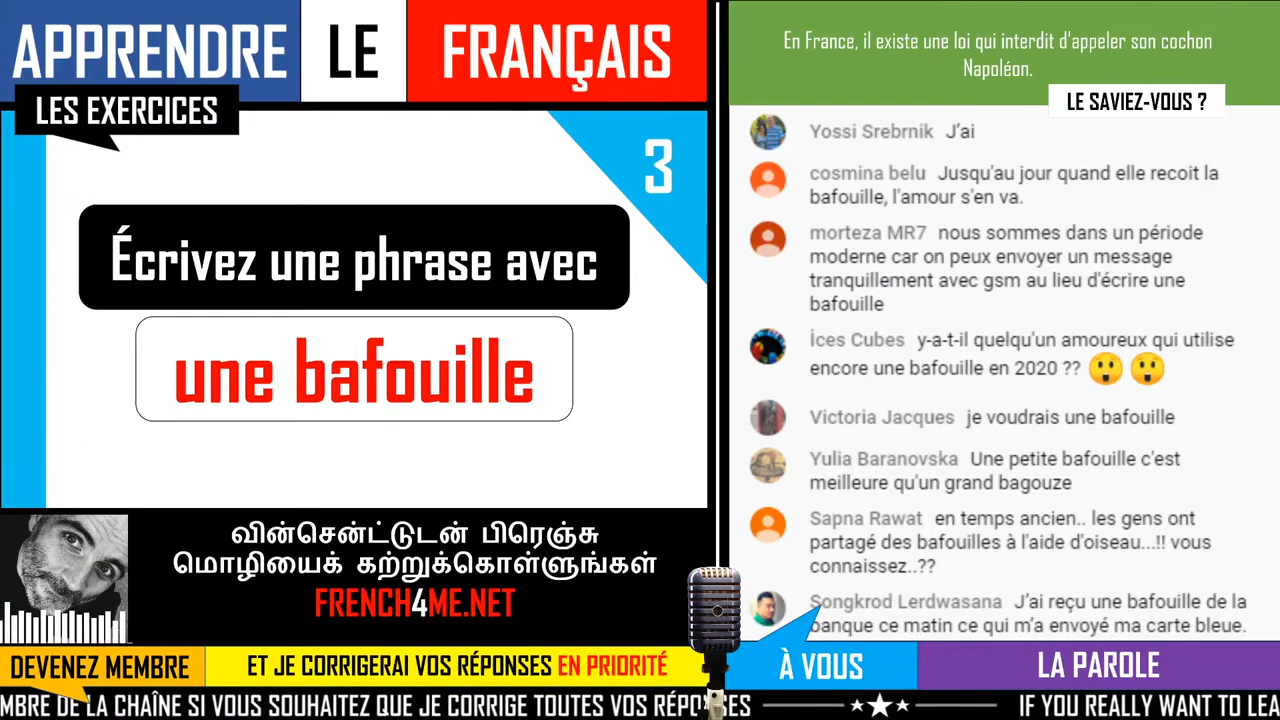 APPRENDRE LE FRANÇAIS
LES EXERCICES
3
Écrivez une phrase avec
une bafouille
வின்சென்ட்டுடன் பிரெஞ்சு
மொழியைக் கற்றுக்கொள்ளுங்கள்
FRENCH4ME.NET
DEVENEZ MEMBRE
ET JE CORRIGERAI VOS RÉPONSES EN PRIORITÉ
En France, il existe une loi qui interdit d'appeler son cochon
Napoléon.
LE SAVIEZ-VOUS ?
Yossi Srebrnik J'ai
cosmina belu Jusqu'au jour quand elle recoit la
bafouille, l'amour s'en va.
morteza MR7 nous sommes dans un période
moderne car on peux envoyer un message
tranquillement avec gsm au lieu d'écrire une
bafouille
İces Cubes y-a-t-il quelqu'un amoureux qui utilise
encore une bafouille en 2020 ?? 😲 😲
Victoria Jacques je voudrais une bafouille
Yulia Baranovska Une petite bafouille c'est
meilleure qu'un grand bagouze
Sapna Rawat en temps ancien.. les gens ont
partagé des bafouilles à l'aide d'oiseau...!! vous
connaissez..??
Songkrod Lerdwasana J'ai reçu une bafouille de la
banque ce matin ce qui m'a envoyé ma carte bleue.
À VOUS
LA PAROLE
MBRE DE LA CHAÎNE SI VOUS SOUHAITEZ QUE JE CORRIGE TOUTES VOS RÉPONSES IF YOU REALLY WANT TO LEA